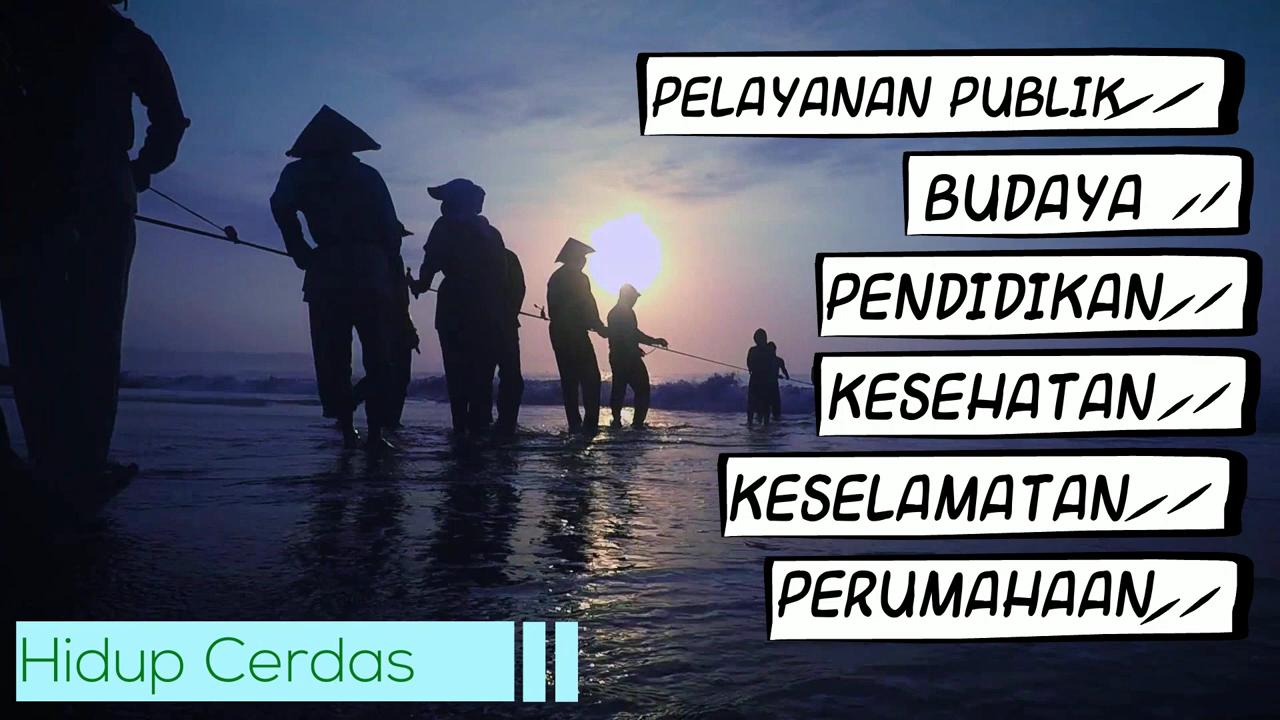 PELAYANAN PUBLIK
BUDAYA
PENDIDIKAN
KESEHATAN
KESELAMATAN
PERUMAHAAN
Hidup Cerdas